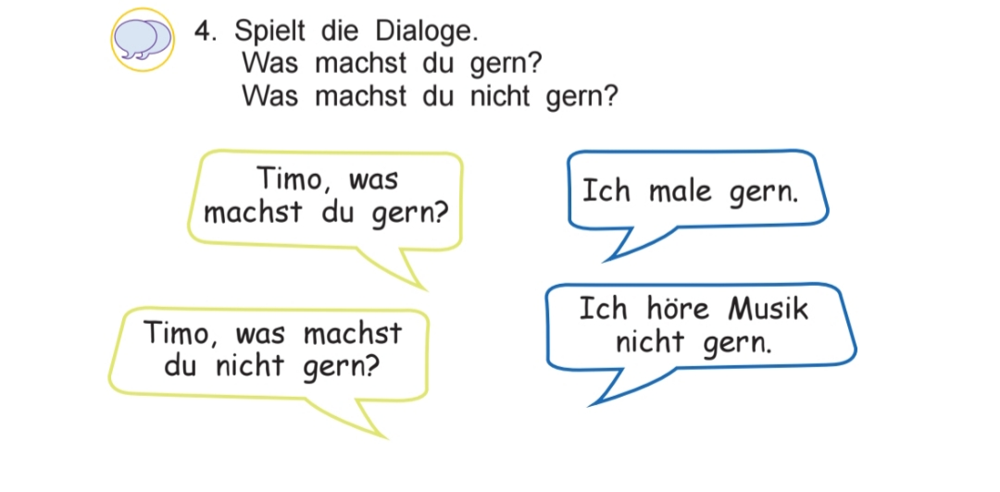 4. Spielt die Dialoge.
Was machst du gern?
Was machst du nicht gern?
Timo, was
machst du gern?
Ich male gern.
Timo, was machst
du nicht gern?
Ich höre Musik
nicht gern.